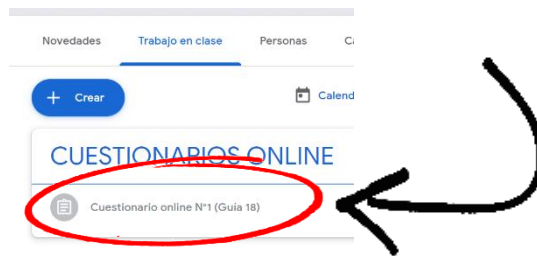 Novedades Trabajo en clase Personas
+ Crear Calend
CUESTIONARIOS ONLINE
Cuestionario online N°1 (Guía 18)